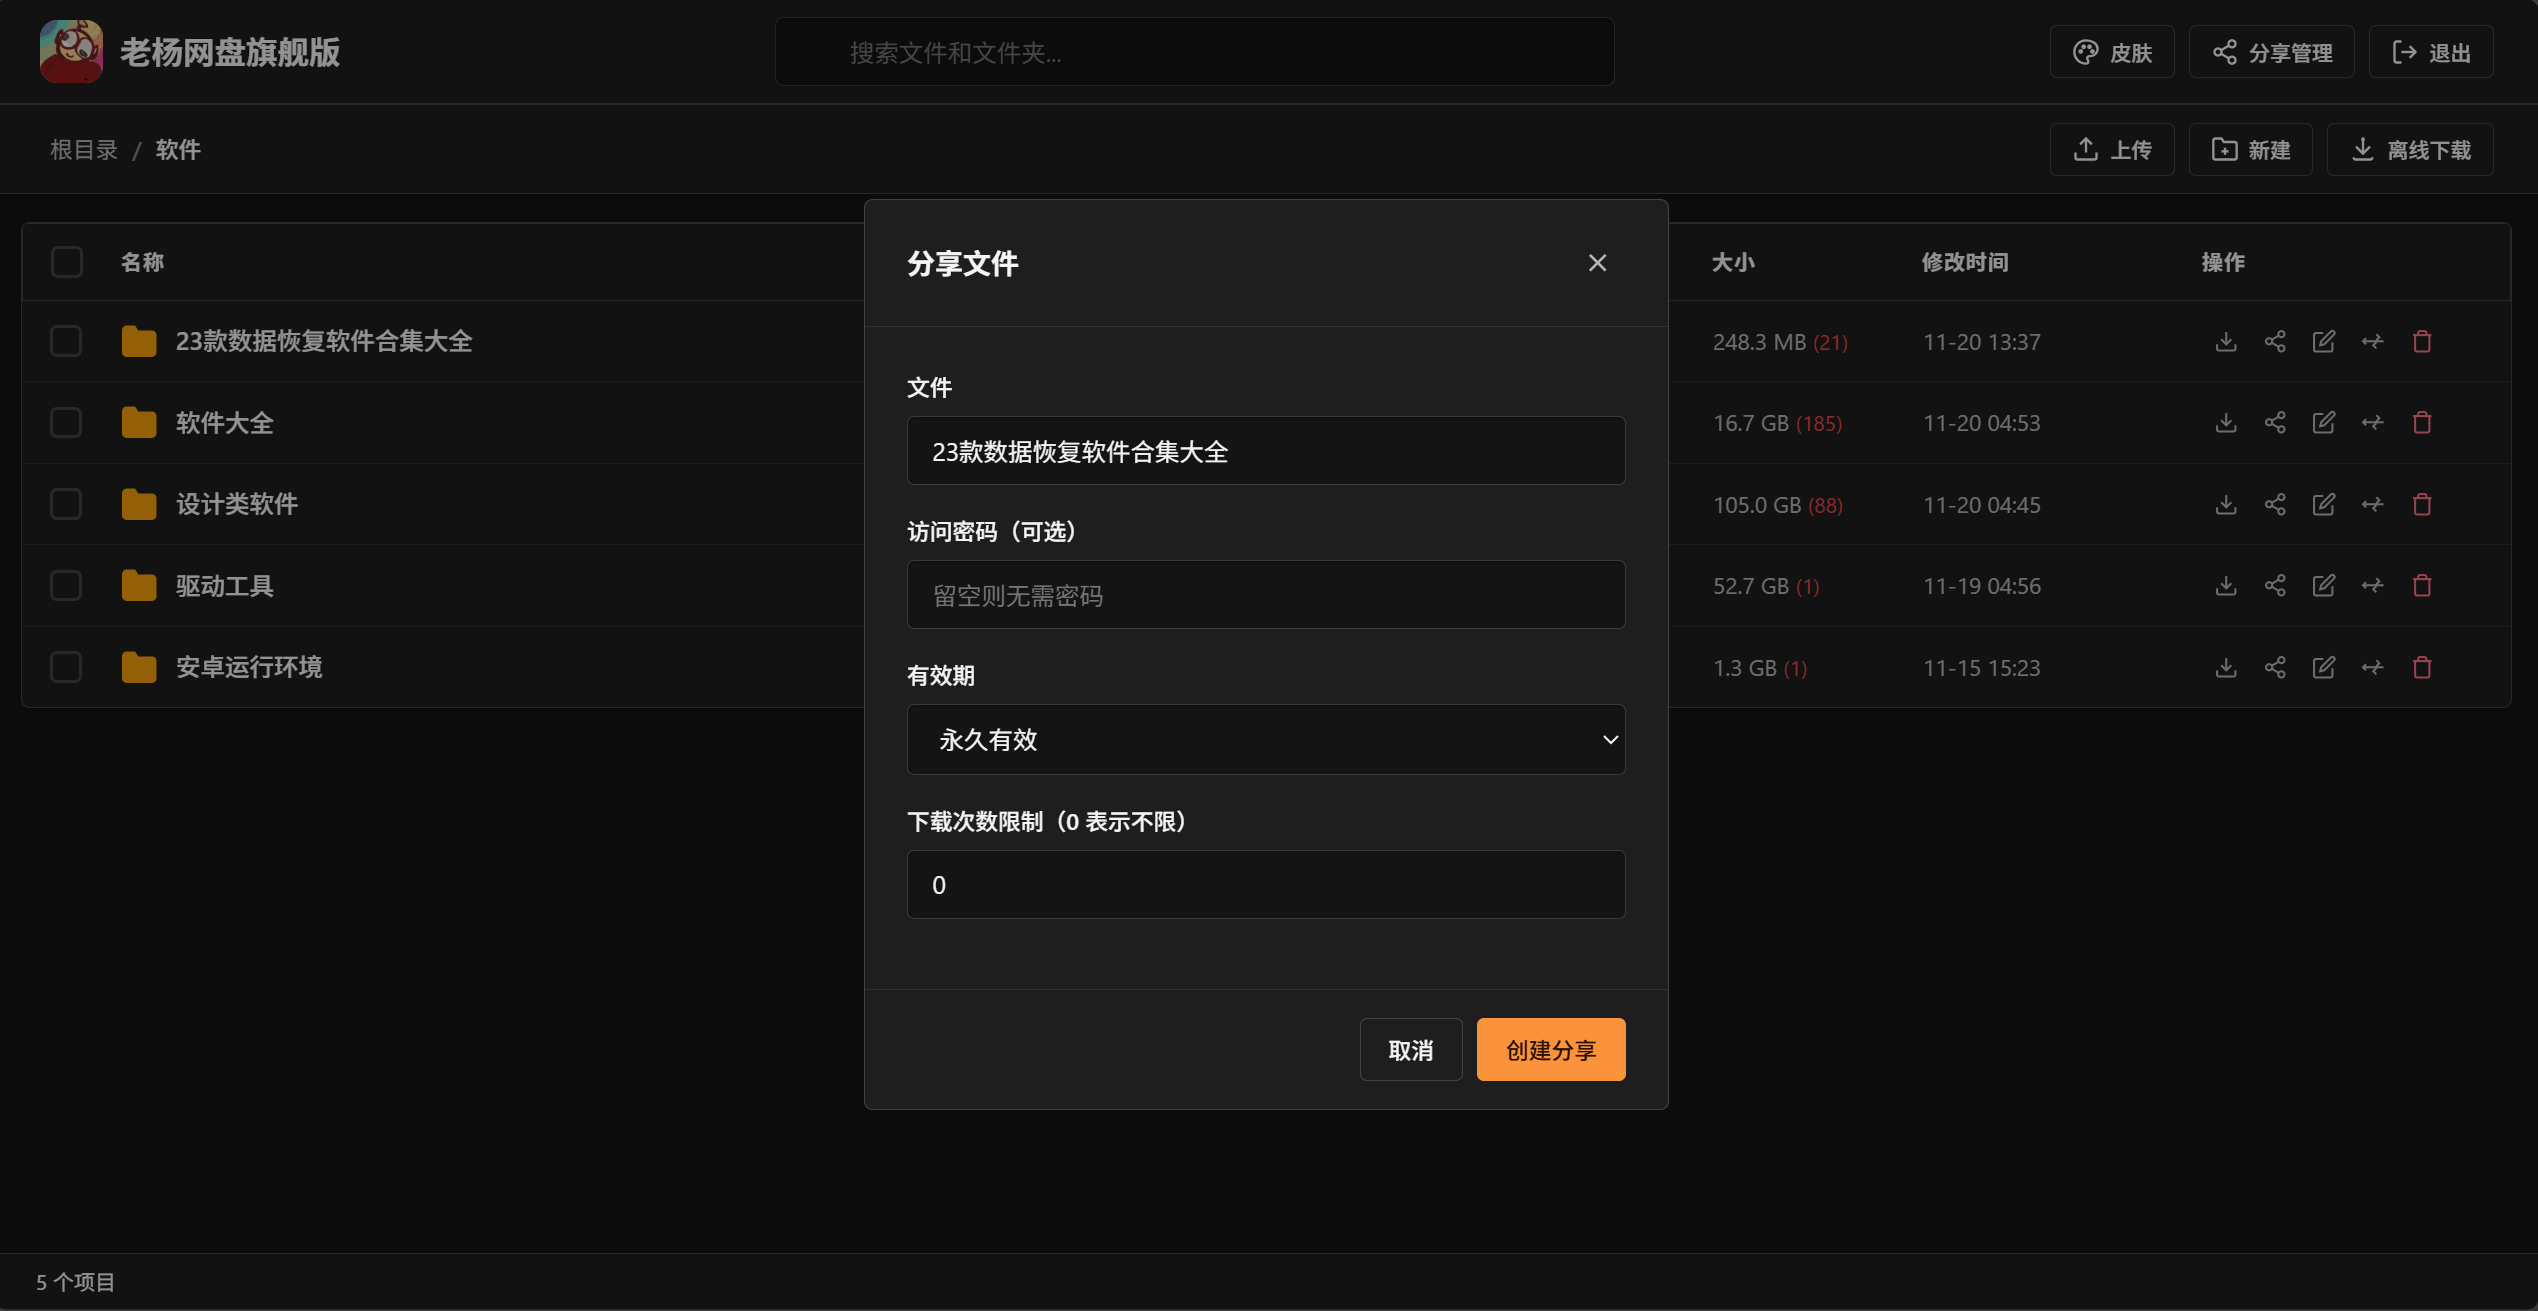 老杨网盘旗舰版
搜索文件和文件夹...
皮肤
分享管理
退出
根目录 / 软件
上传
新建
离线下载
名称
大小
修改时间
操作
23款数据恢复软件合集大全
248.3 MB (21)
11-20 13:37
软件大全
16.7 GB (185)
11-20 04:53
设计类软件
105.0 GB (88)
11-20 04:45
驱动工具
52.7 GB (1)
11-19 04:56
安卓运行环境
1.3 GB (1)
11-15 15:23
分享文件
文件
23款数据恢复软件合集大全
访问密码（可选）
留空则无需密码
有效期
永久有效
下载次数限制（0 表示不限）
0
取消
创建分享
5 个项目